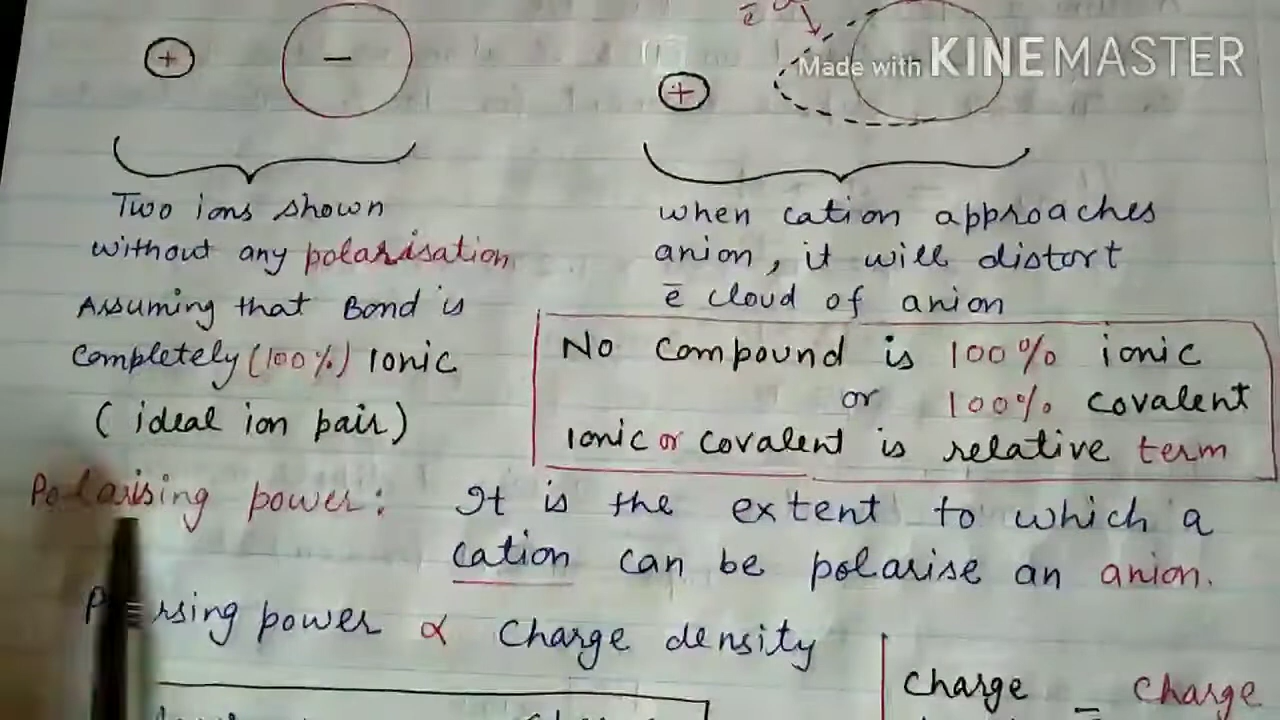 ē
Made with KINEMASTER
+
−
+
Two ions shown
without any polarisation
Assuming that Bond is
completely (100%) Ionic
( ideal ion pair )
when cation approaches
anion, it will distort
ē cloud of anion
No compound is 100% ionic
or 100% covalent
Ionic or covalent is relative term
Polarising power: It is the extent to which a
cation can be polarise an anion.
power ∝ Charge density
Charge = Charge